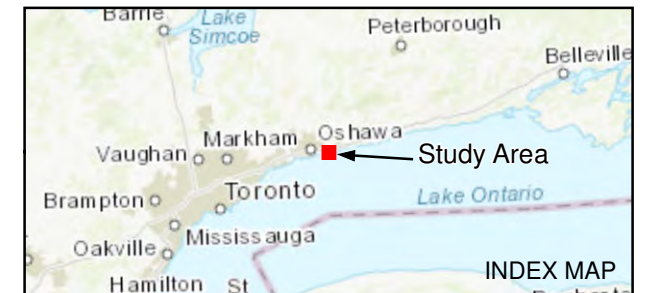 Barrie
Lake
Simcoe
Peterborough
Belleville
Markham
Oshawa
Vaughan
Study Area
Brampton
Toronto
Lake Ontario
Mississauga
Oakville
Hamilton
St
INDEX MAP